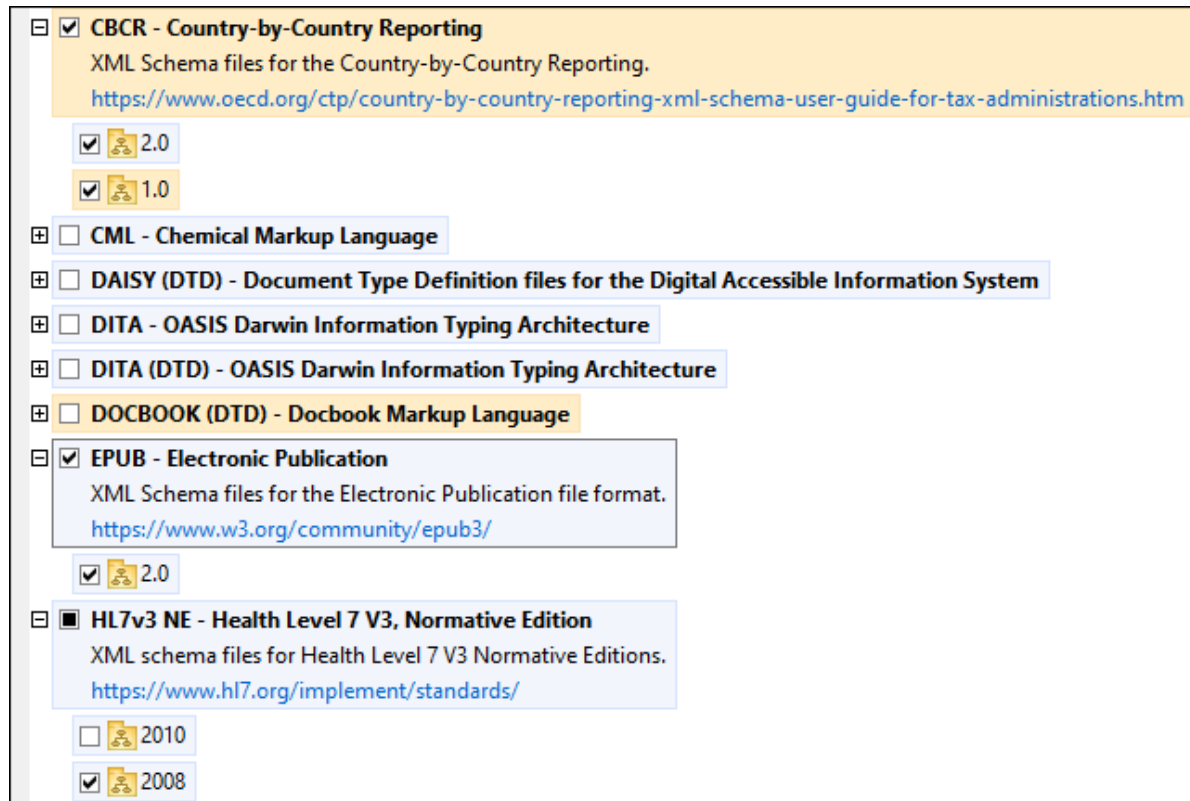 CBCR - Country-by-Country Reporting
XML Schema files for the Country-by-Country Reporting.
https://www.oecd.org/ctp/country-by-country-reporting-xml-schema-user-guide-for-tax-administrations.htm
2.0
1.0
CML - Chemical Markup Language
DAISY (DTD) - Document Type Definition files for the Digital Accessible Information System
DITA - OASIS Darwin Information Typing Architecture
DITA (DTD) - OASIS Darwin Information Typing Architecture
DOCBOOK (DTD) - Docbook Markup Language
EPUB - Electronic Publication
XML Schema files for the Electronic Publication file format.
https://www.w3.org/community/epub3/
2.0
HL7v3 NE - Health Level 7 V3, Normative Edition
XML schema files for Health Level 7 V3 Normative Editions.
https://www.hl7.org/implement/standards/
2010
2008